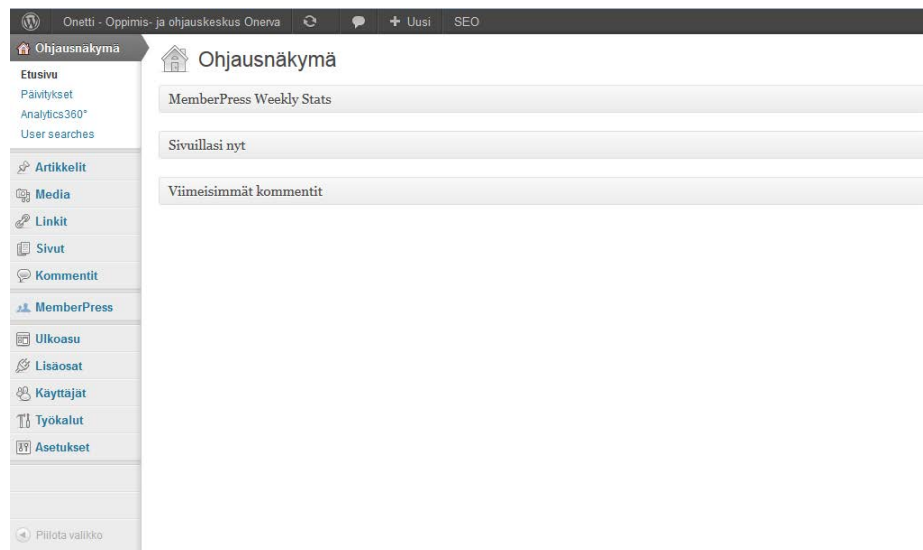 Onetti - Oppimis- ja ohjauskeskus Onerva + Uusi SEO
Ohjausnäkymä
Etusivu
Päivitykset
Analytics360°
User searches
Artikkelit
Media
Linkit
Sivut
Kommentit
MemberPress
Ulkoasu
Lisäosat
Käyttäjät
Työkalut
Asetukset
Piilota valikko
Ohjausnäkymä
MemberPress Weekly Stats
Sivuillasi nyt
Viimeisimmät kommentit